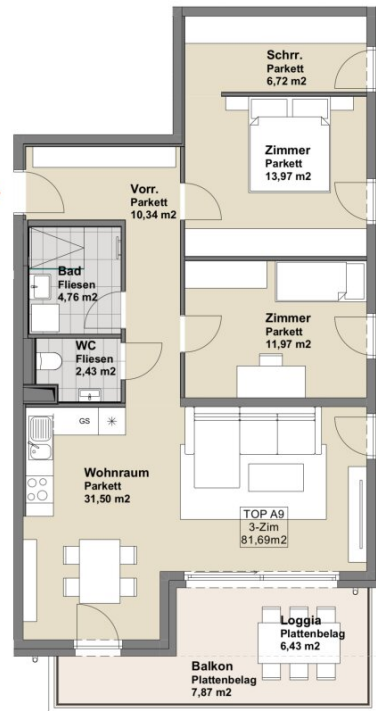 Schrr.
Parkett
6,72 m2
Zimmer
Parkett
13,97 m2
Vorr.
Parkett
10,34 m2
Bad
Fliesen
4,76 m2
Zimmer
Parkett
11,97 m2
WC
Fliesen
2,43 m2
GS
Wohnraum
Parkett
31,50 m2
TOP A9
3-Zim
81,69m2
Loggia
Plattenbelag
6,43 m2
Balkon
Plattenbelag
7,87 m2